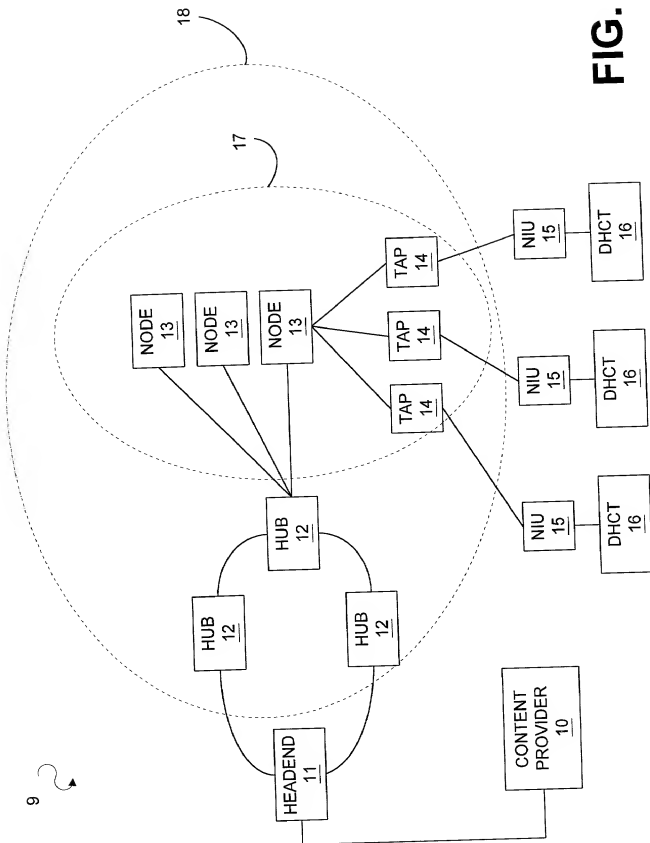 9
18
17
HEADEND
11
HUB
12
HUB
12
HUB
12
NODE
13
NODE
13
NODE
13
TAP
14
TAP
14
TAP
14
NIU
15
NIU
15
NIU
15
DHCT
16
DHCT
16
DHCT
16
CONTENT
PROVIDER
10
FIG.